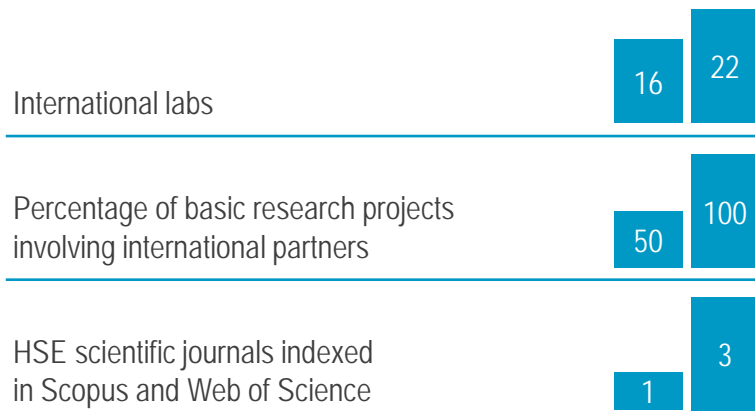 International labs
16
22
Percentage of basic research projects
involving international partners
50
100
HSE scientific journals indexed
in Scopus and Web of Science
1
3